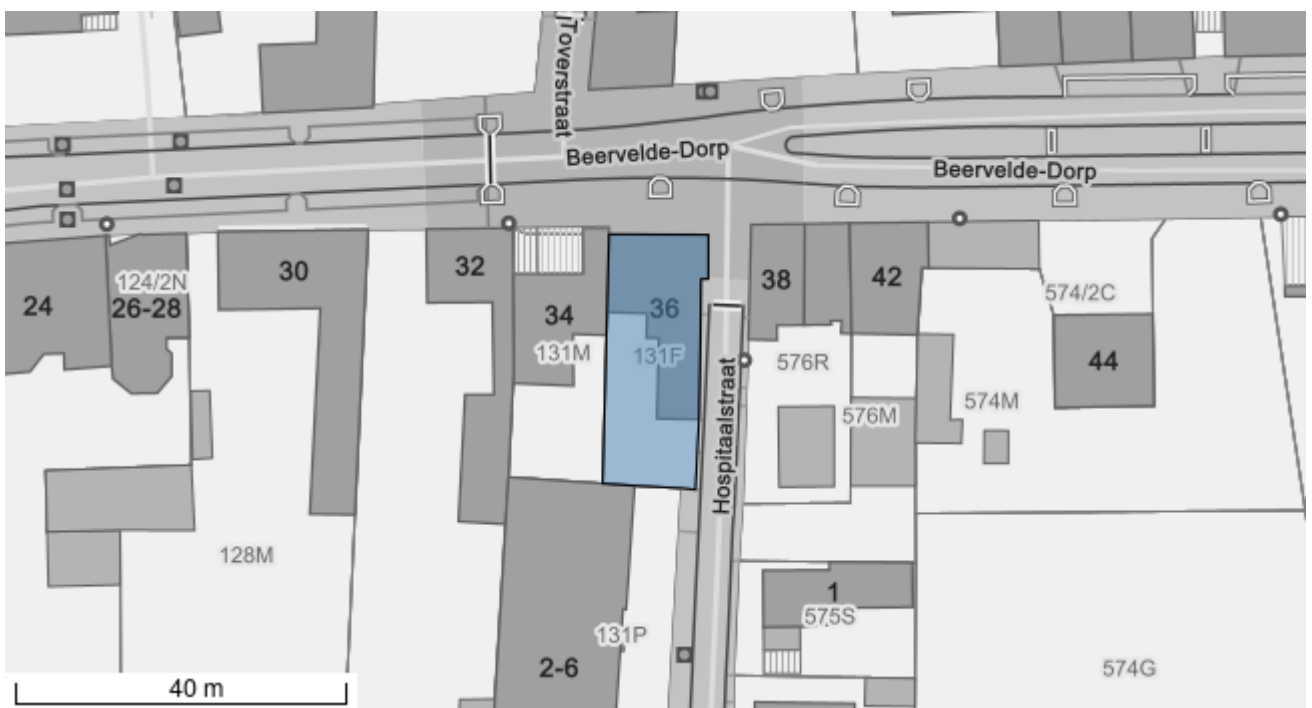 Toverstraat
Beervelde-Dorp
Beervelde-Dorp
24
124/2N
26-28
30
32
34
131M
36
131F
38
42
576R
576M
574/2C
44
574M
Hospitaalstraat
128M
131P
2-6
1
575S
574G
40 m